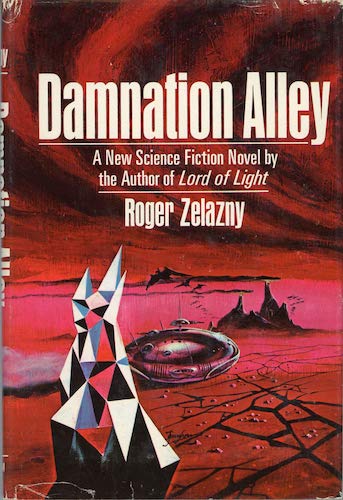 Damnation Alley
A New Science Fiction Novel by
the Author of Lord of Light
Roger Zelazny